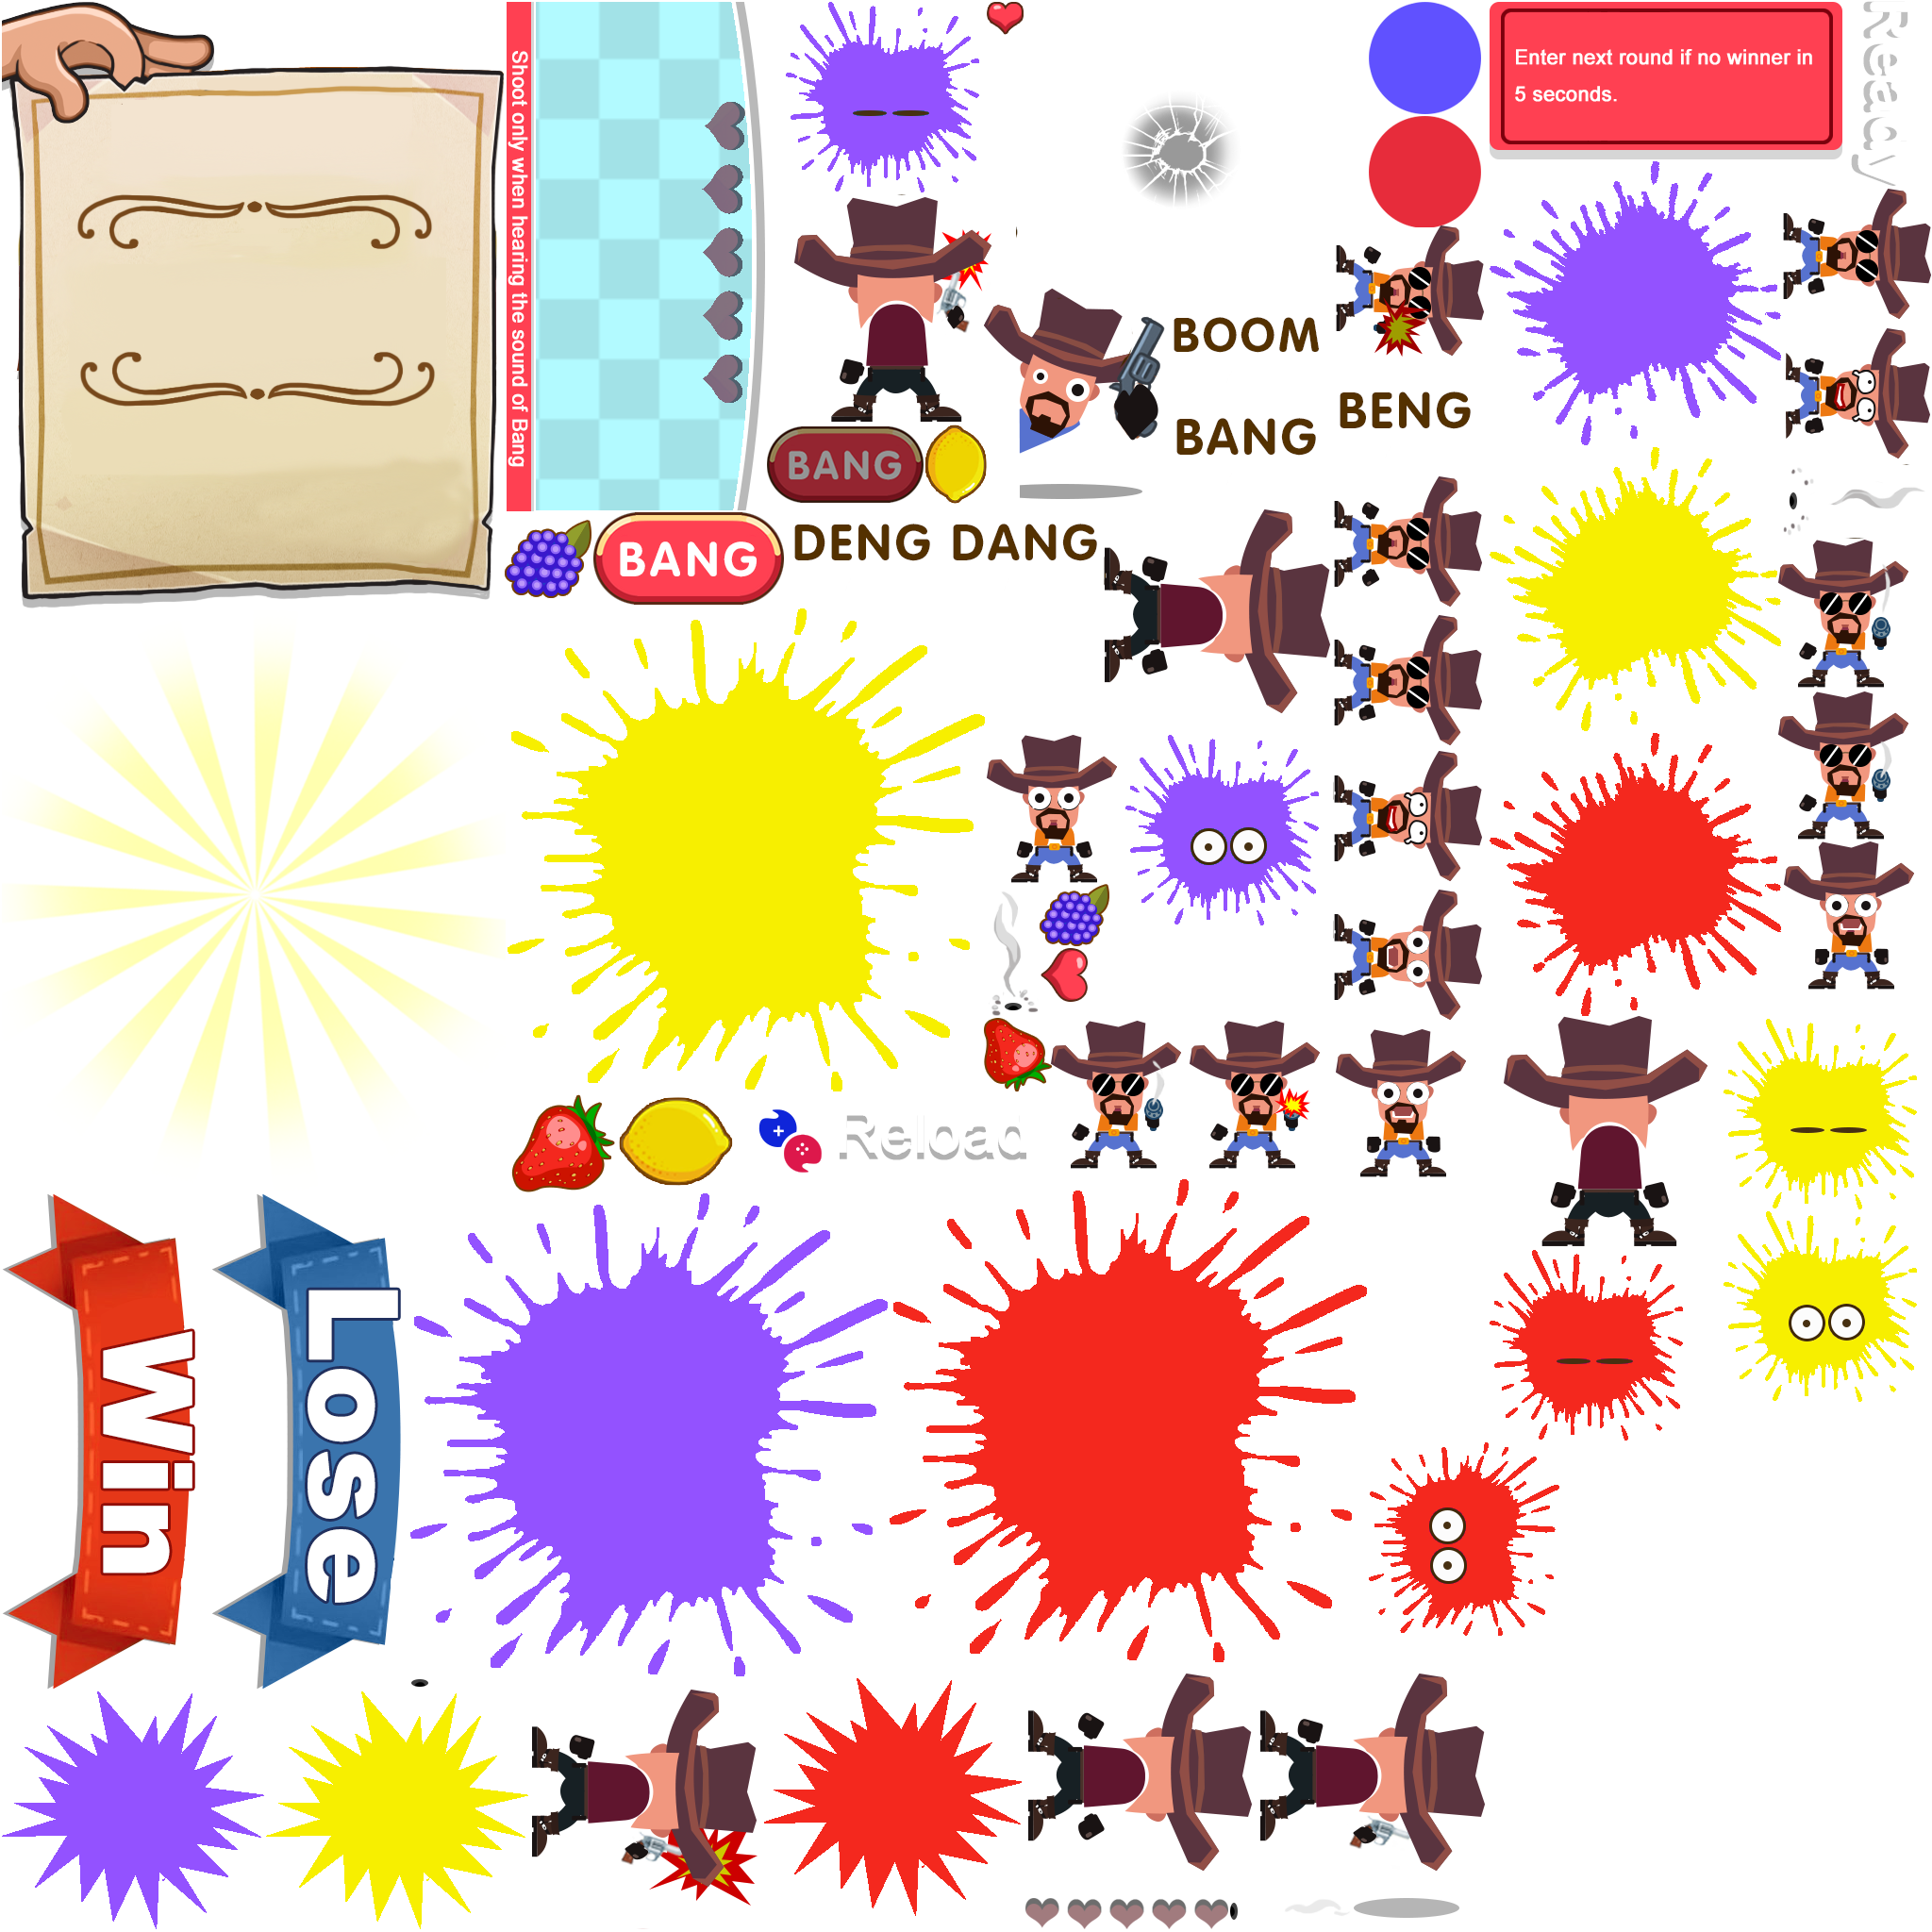 Shoot only when hearing the sound of Bang
Enter next round if no winner in
5 seconds.
Ready
BOOM
BENG
BANG
BANG
DENG
DANG
BANG
Reload
Win
Lose